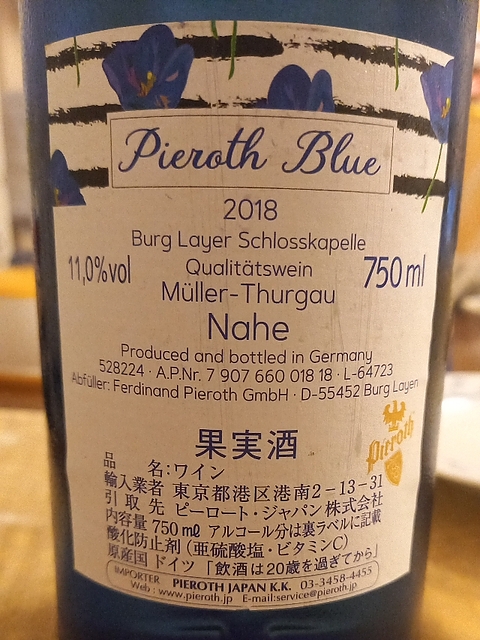 Pieroth Blue
2018
Burg Layer Schlosskapelle
11,0%vol
Qualitätswein
750 ml
Müller-Thurgau
Nahe
Produced and bottled in Germany
528224 · A.P.Nr. 7 907 660 018 18 · L-64723
Abfüller: Ferdinand Pieroth GmbH · D-55452 Burg Layen
Pieroth
果実酒
品　名:ワイン
輸入業者 東京都港区港南2-13-31
引取先 ピーロート・ジャパン株式会社
内容量 750㎖ アルコール分は裏ラベルに記載
酸化防止剤（亜硫酸塩・ビタミンC）
原産国 ドイツ「飲酒は20歳を過ぎてから」
IMPORTER PIEROTH JAPAN K.K. 03-3458-4455
Web : www.pieroth.jp E-mail:service@pieroth.jp